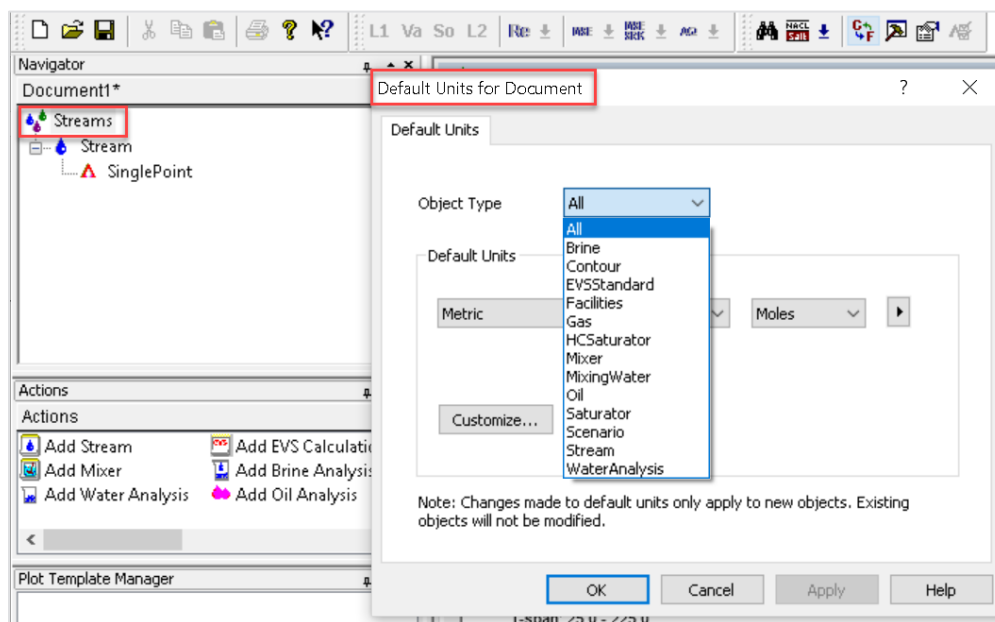 L1 Va So L2
Navigator
Default Units for Document
?
Document1*
Streams
Default Units
Stream
SinglePoint
Object Type
All
All
Brine
Default Units
Contour
EVSStandard
Facilities
Metric
Moles
Gas
HCSaturator
Mixer
MixingWater
Oil
Actions
Saturator
Actions
Customize...
Scenario
Add Stream
Add EVS Calculatio
Stream
Add Mixer
Add Brine Analysis
WaterAnalysis
Add Water Analysis
Add Oil Analysis
Note: Changes made to default units only apply to new objects. Existing
objects will not be modified.
Plot Template Manager
OK
Cancel
Apply
Help